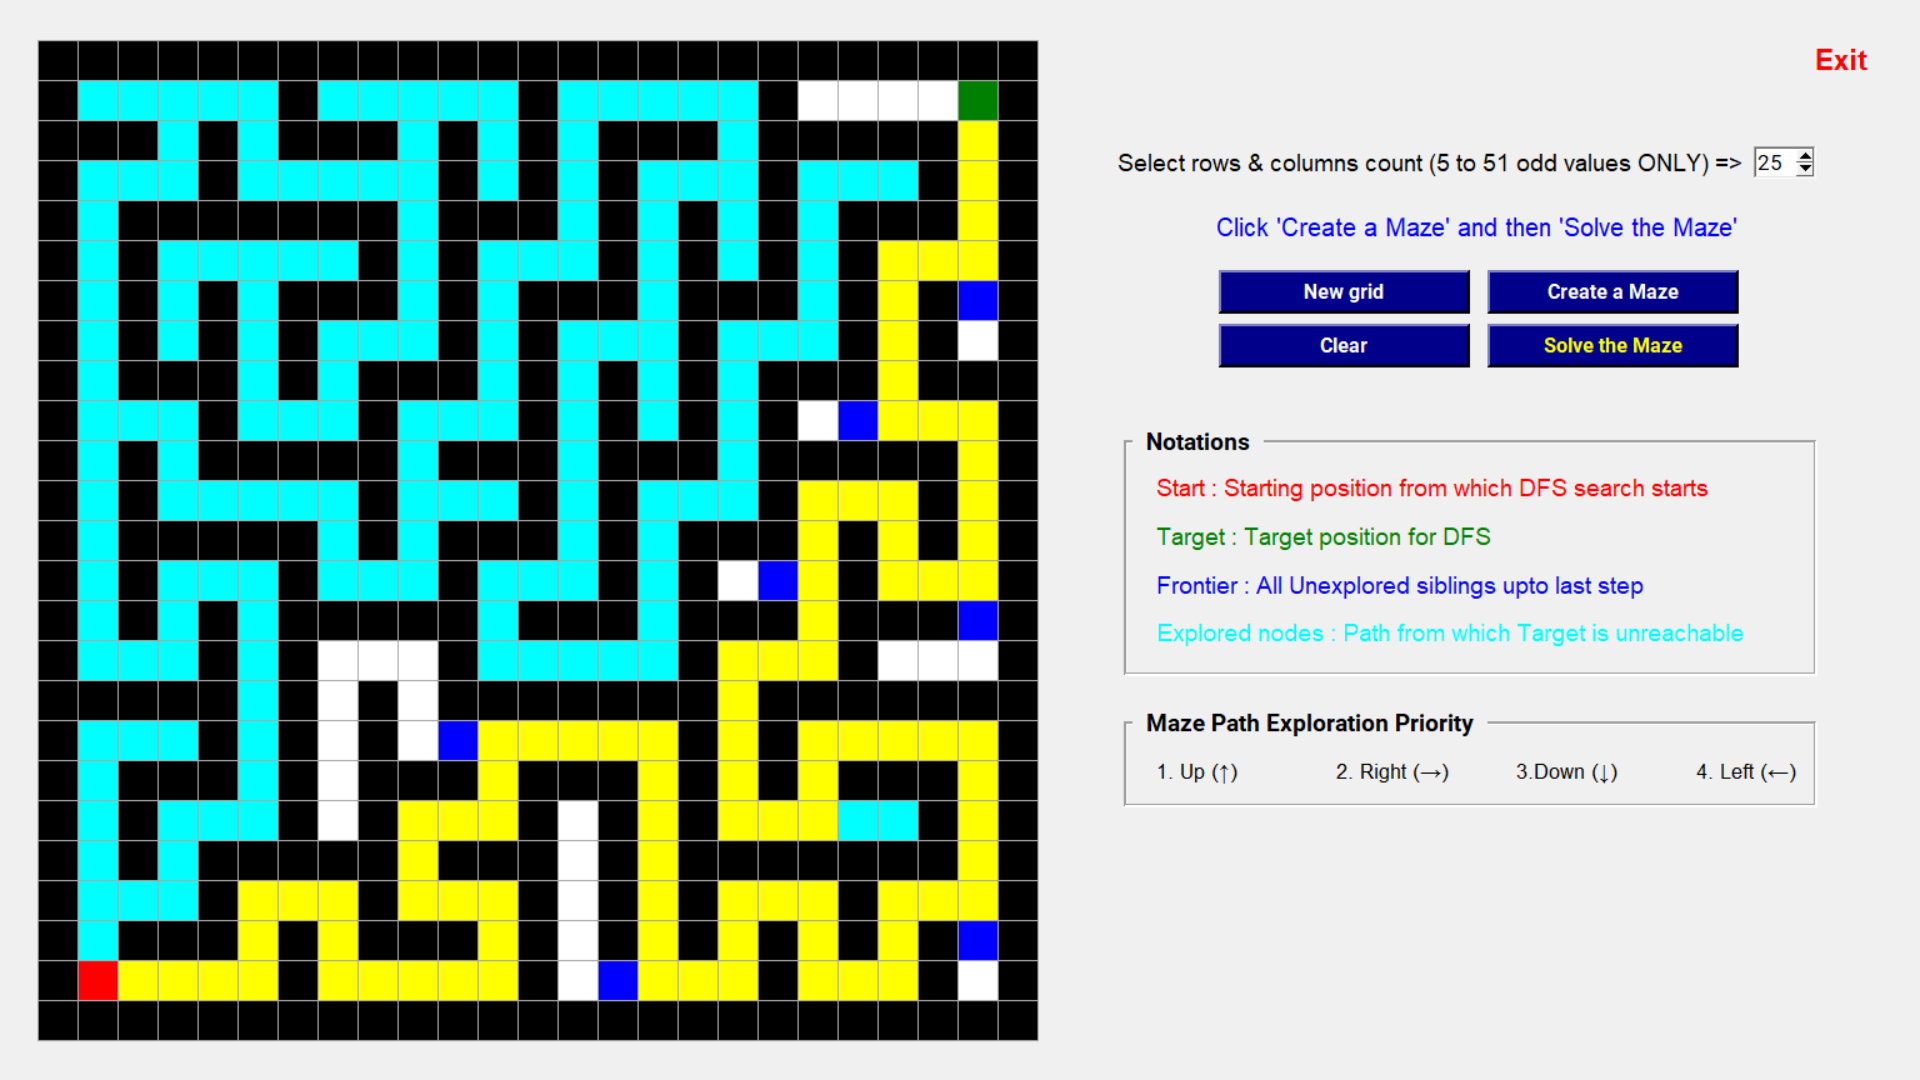 Exit
Select rows & columns count (5 to 51 odd values ONLY) => 25
Click 'Create a Maze' and then 'Solve the Maze'
New grid Create a Maze
Clear Solve the Maze
Notations
Start : Starting position from which DFS search starts
Target : Target position for DFS
Frontier : All Unexplored siblings upto last step
Explored nodes : Path from which Target is unreachable
Maze Path Exploration Priority
1. Up (↑) 2. Right (→) 3.Down (↓) 4. Left (←)